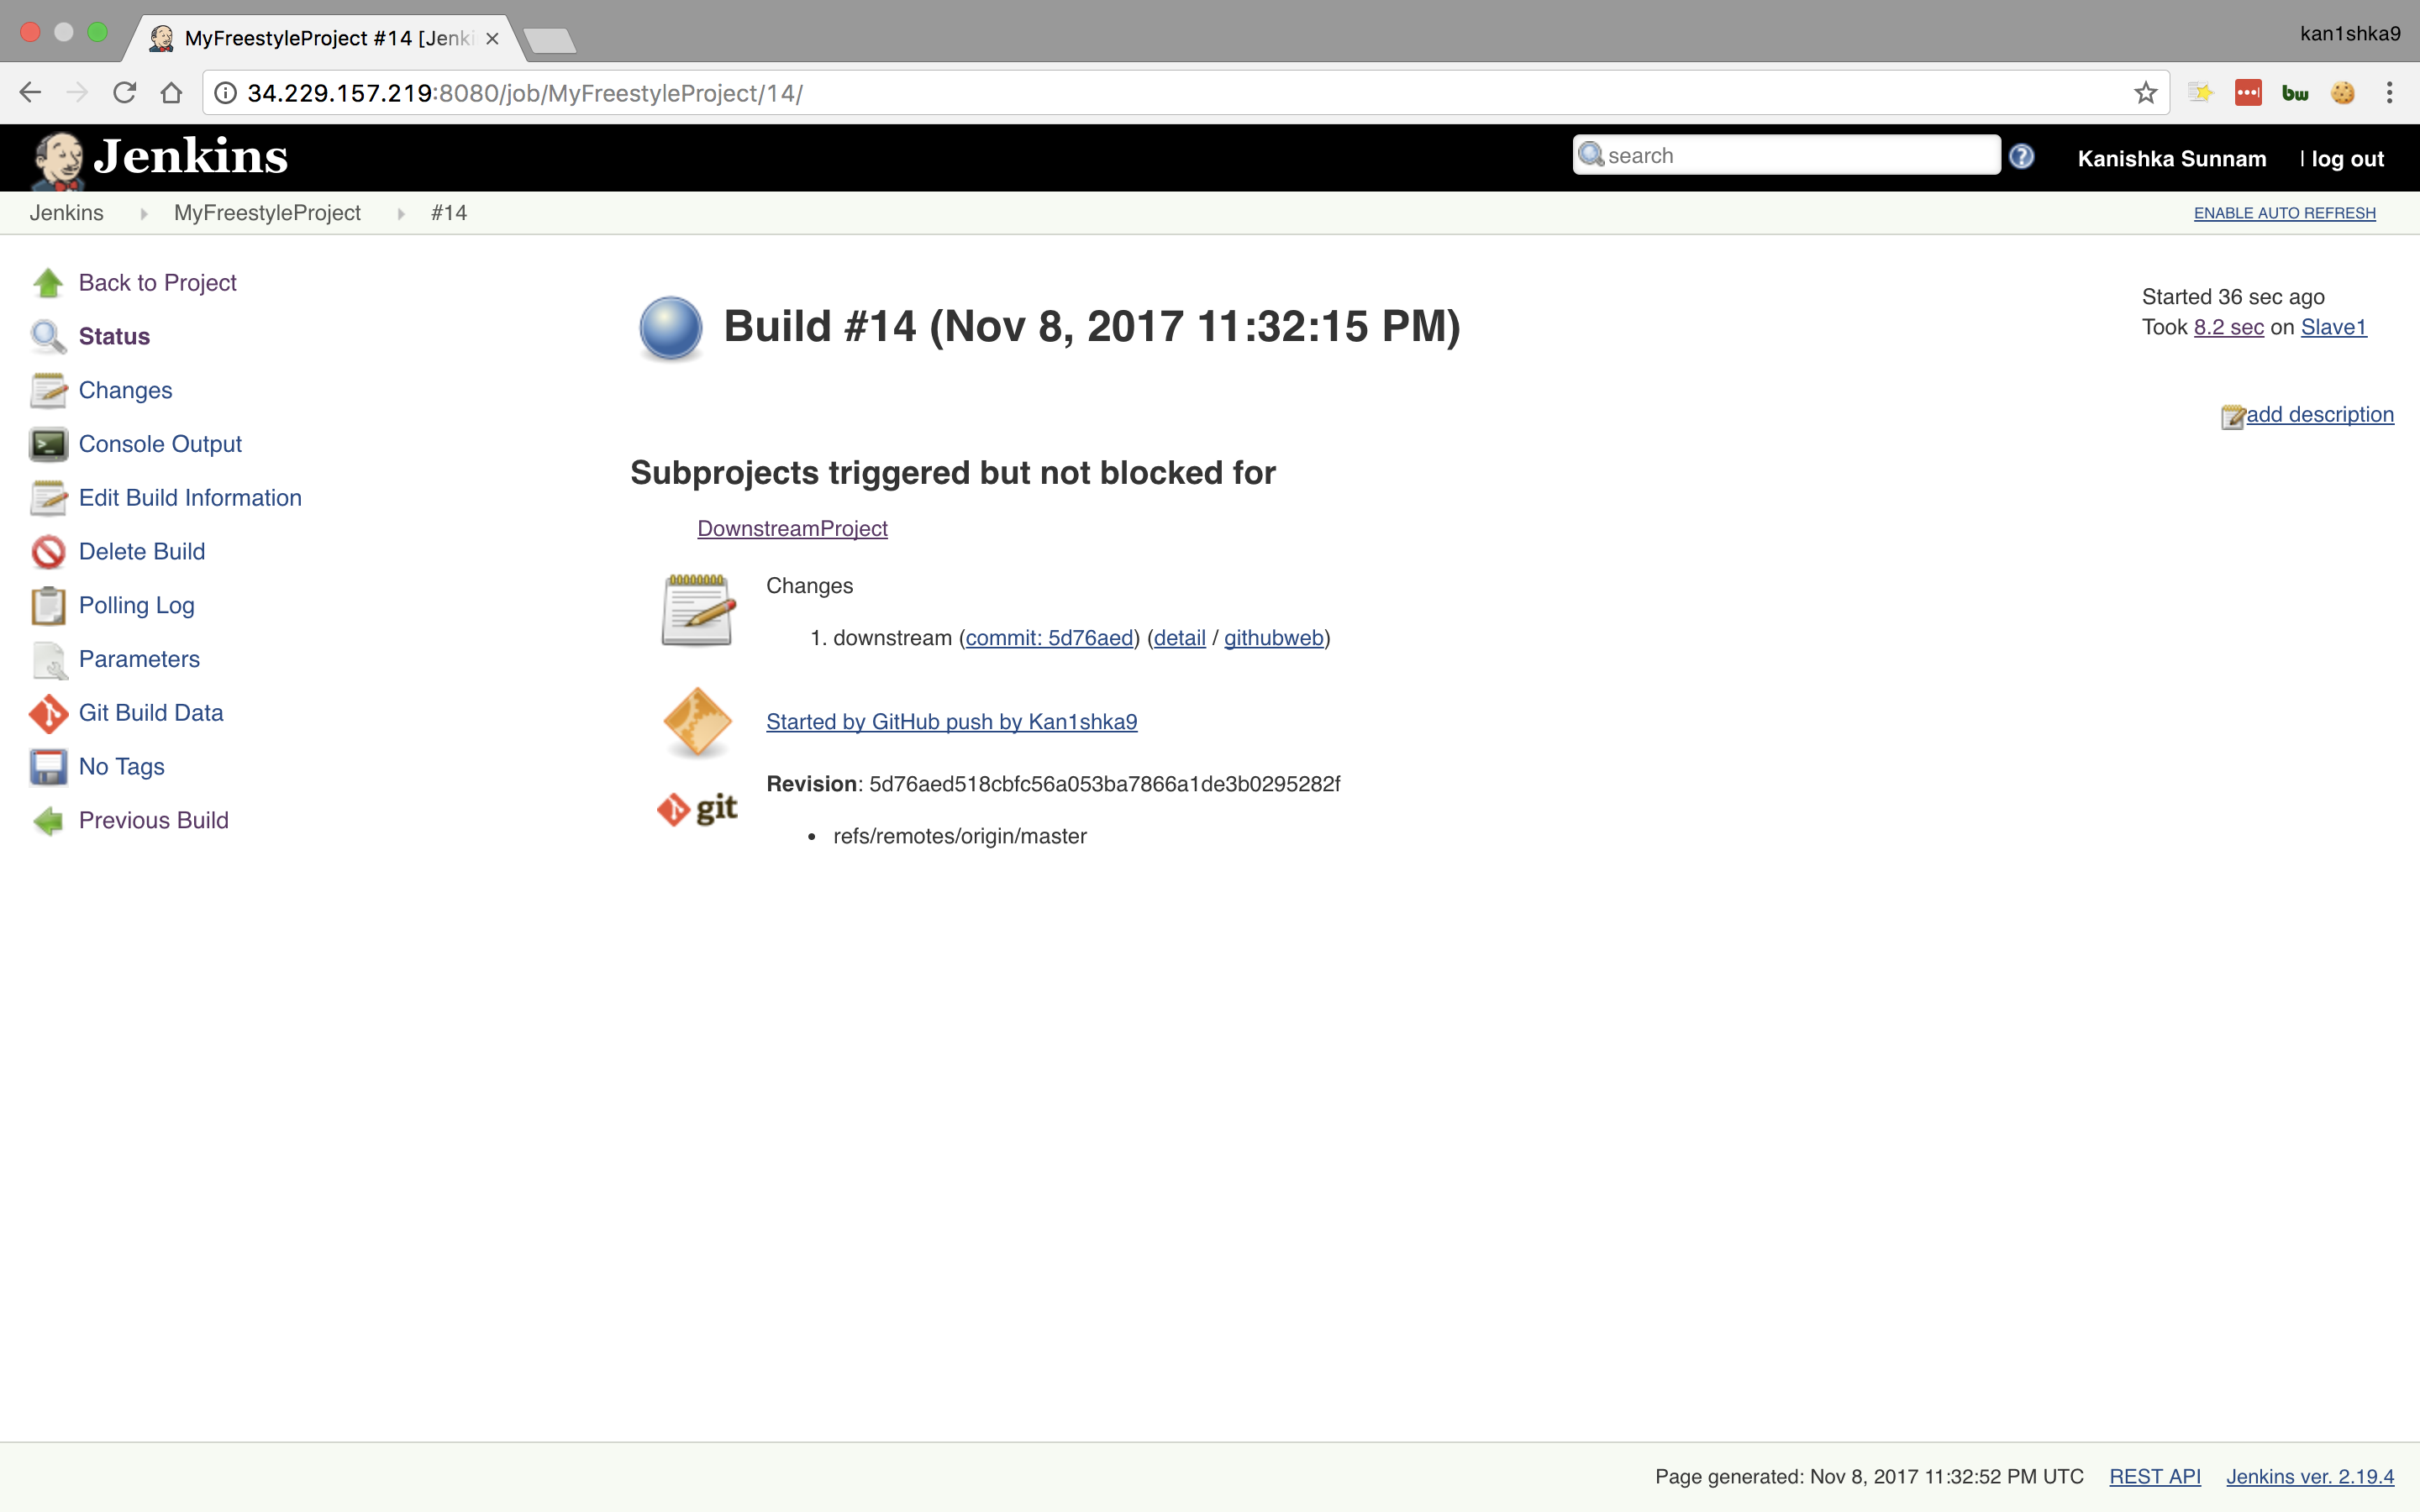 MyFreestyleProject #14 [Jenki
kan1shka9
34.229.157.219:8080/job/MyFreestyleProject/14/
bw
Jenkins
search
Kanishka Sunnam | log out
Jenkins MyFreestyleProject #14
ENABLE AUTO REFRESH
Back to Project
Status
Changes
Console Output
Edit Build Information
Delete Build
Polling Log
Parameters
Git Build Data
No Tags
Previous Build
Build #14 (Nov 8, 2017 11:32:15 PM)
Started 36 sec ago
Took 8.2 sec on Slave1
add description
Subprojects triggered but not blocked for
DownstreamProject
Changes
1. downstream (commit: 5d76aed) (detail / githubweb)
Started by GitHub push by Kan1shka9
git
Revision: 5d76aed518cbfc56a053ba7866a1de3b0295282f
• refs/remotes/origin/master
Page generated: Nov 8, 2017 11:32:52 PM UTC REST API Jenkins ver. 2.19.4